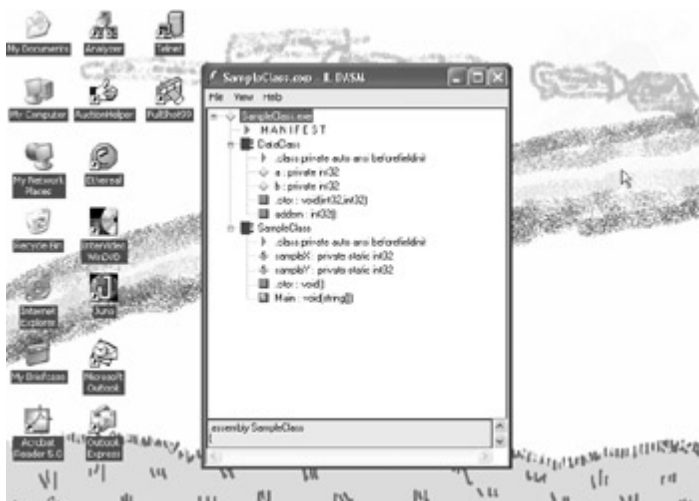 My Documents
Analyzer
Telnet
My Computer
AuctionHelper
FullShot99
My Network
Places
Ethereal
Recycle Bin
InterVideo
WinDVD
Internet
Explorer
Juno
My Briefcase
Microsoft
Outlook
Acrobat
Reader 5.0
Outlook
Express
SampleClass.exe - IL DASM
File View Help
SampleClass.exe
MANIFEST
DataClass
.class private auto ansi beforefieldinit
a : private int32
b : private int32
.ctor : void(int32,int32)
addem : int32()
SampleClass
.class private auto ansi beforefieldinit
sampleX : private static int32
sampleY : private static int32
.ctor : void()
Main : void(string[])
assembly SampleClass
{